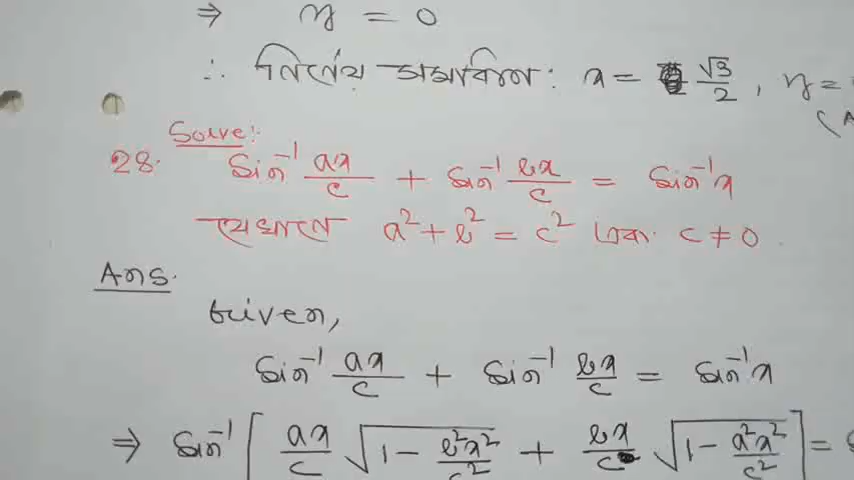 ⇒ y = 0
∴ নির্ণেয় সমাধান: x = √3/2 , y =
Solve:
28. Sin⁻¹ ax/c + Sin⁻¹ bx/c = Sin⁻¹x
যেখানে a² + b² = c² এবং c ≠ 0
Ans.
Given,
Sin⁻¹ ax/c + Sin⁻¹ bx/c = Sin⁻¹x
⇒ Sin⁻¹ [ ax/c √(1 − b²x²/c²) + bx/c √(1 − a²x²/c²) ] =